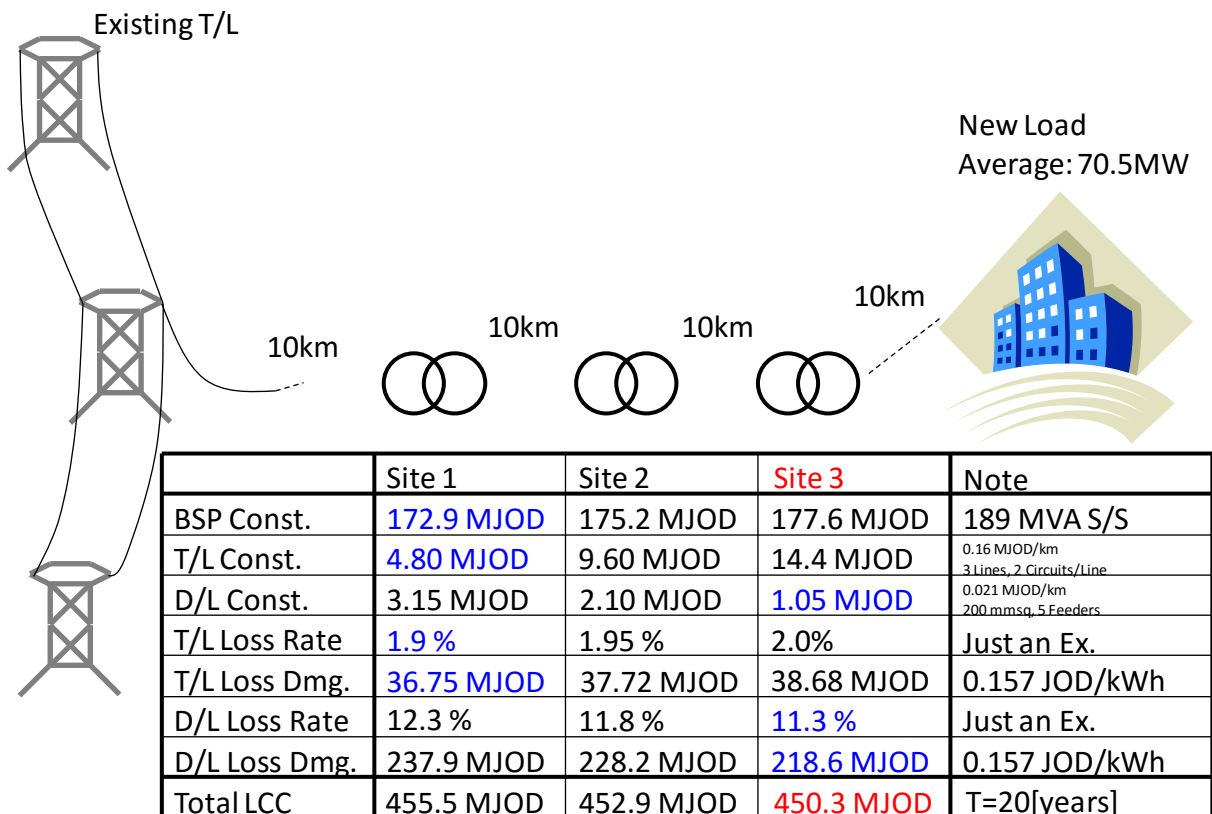 Existing T/L
New Load
Average: 70.5MW
10km
10km
10km
10km
Site 1 Site 2 Site 3 Note
BSP Const. 172.9 MJOD 175.2 MJOD 177.6 MJOD 189 MVA S/S
T/L Const. 4.80 MJOD 9.60 MJOD 14.4 MJOD 0.16 MJOD/km
3 Lines, 2 Circuits/Line
D/L Const. 3.15 MJOD 2.10 MJOD 1.05 MJOD 0.021 MJOD/km
200 mmsq, 5 Feeders
T/L Loss Rate 1.9 % 1.95 % 2.0% Just an Ex.
T/L Loss Dmg. 36.75 MJOD 37.72 MJOD 38.68 MJOD 0.157 JOD/kWh
D/L Loss Rate 12.3 % 11.8 % 11.3 % Just an Ex.
D/L Loss Dmg. 237.9 MJOD 228.2 MJOD 218.6 MJOD 0.157 JOD/kWh
Total LCC 455.5 MJOD 452.9 MJOD 450.3 MJOD T=20[years]